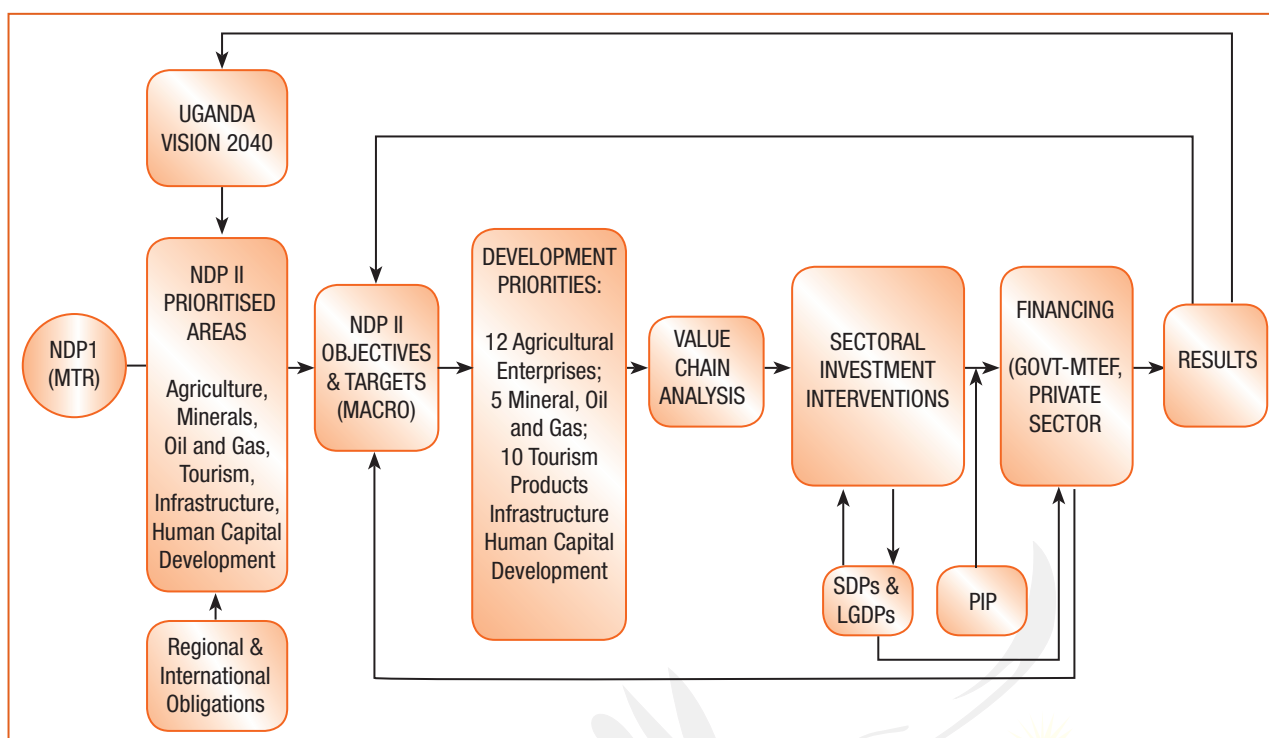 UGANDA
VISION 2040
NDP1
(MTR)
NDP II
PRIORITISED
AREAS
Agriculture,
Minerals,
Oil and Gas,
Tourism,
Infrastructure,
Human Capital
Development
Regional &
International
Obligations
NDP II
OBJECTIVES
& TARGETS
(MACRO)
DEVELOPMENT
PRIORITIES:
12 Agricultural
Enterprises;
5 Mineral, Oil
and Gas;
10 Tourism
Products
Infrastructure
Human Capital
Development
VALUE
CHAIN
ANALYSIS
SECTORAL
INVESTMENT
INTERVENTIONS
SDPs &
LGDPs
PIP
FINANCING
(GOVT-MTEF,
PRIVATE
SECTOR
RESULTS